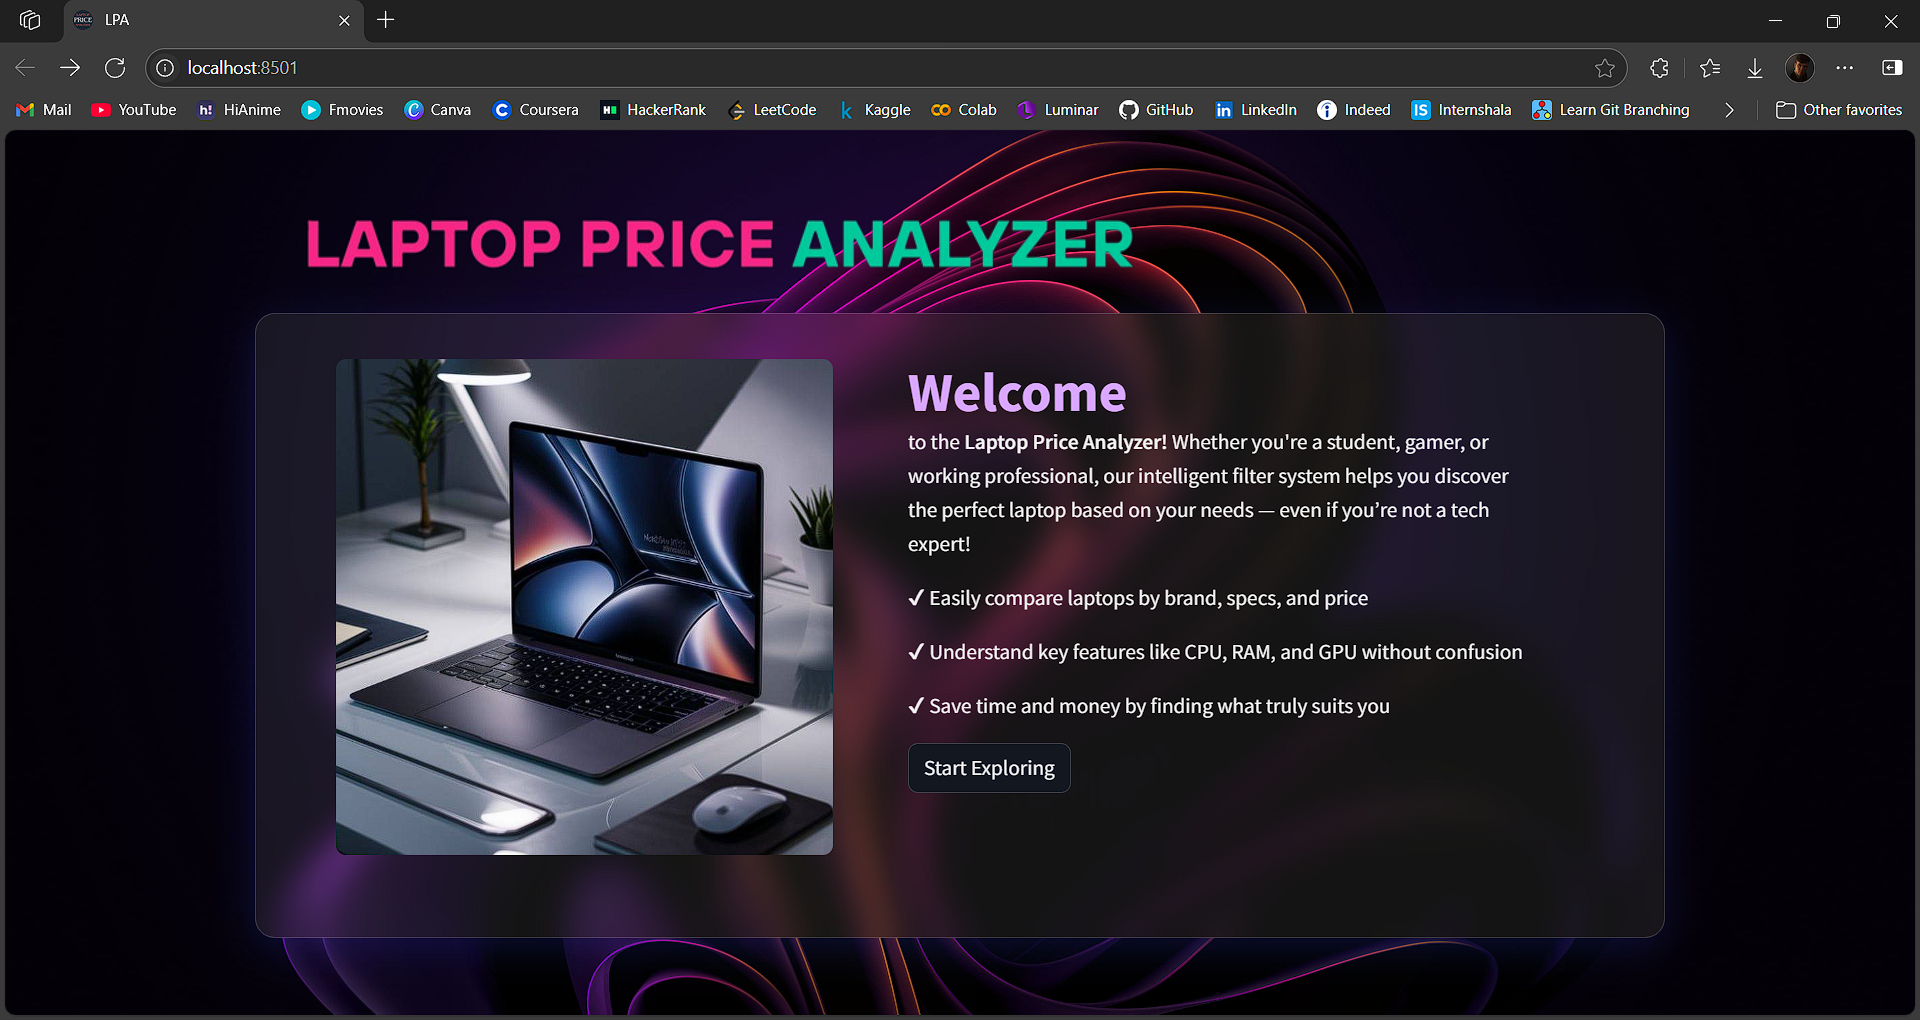 LPA
localhost:8501
Mail
YouTube
HiAnime
Fmovies
Canva
Coursera
HackerRank
LeetCode
Kaggle
Colab
Luminar
GitHub
LinkedIn
Indeed
Internshala
Learn Git Branching
Other favorites
LAPTOP PRICE ANALYZER
Welcome
to the Laptop Price Analyzer! Whether you're a student, gamer, or
working professional, our intelligent filter system helps you discover
the perfect laptop based on your needs — even if you’re not a tech
expert!
✓ Easily compare laptops by brand, specs, and price
✓ Understand key features like CPU, RAM, and GPU without confusion
✓ Save time and money by finding what truly suits you
Start Exploring